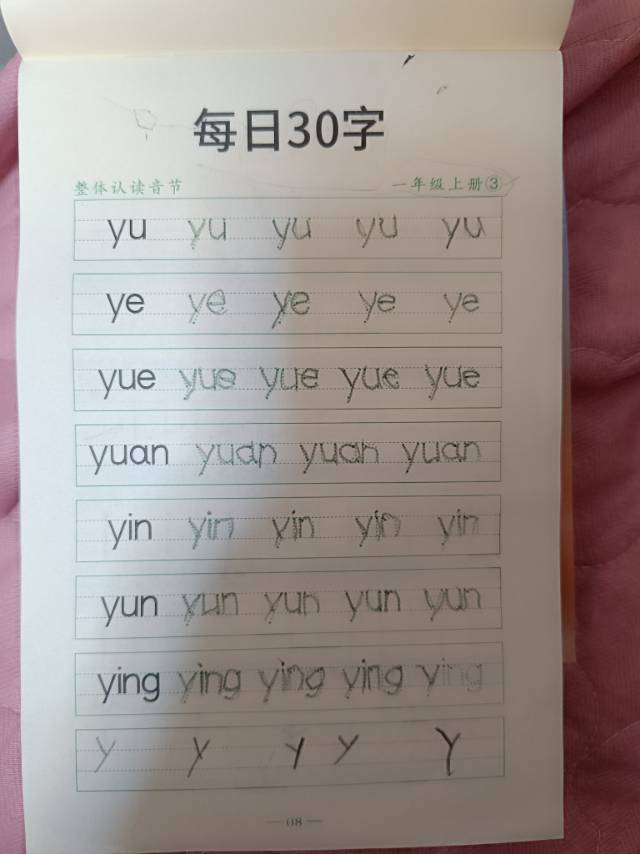 每日30字
整体认读音节 一年级上册③
yu yu yu yu yu
ye ye ye ye ye
yue yue yue yue yue
yuan yuan yuan yuan
yin yin yin yin yin
yun yun yun yun yun
ying ying ying ying ying
y y y y y
08